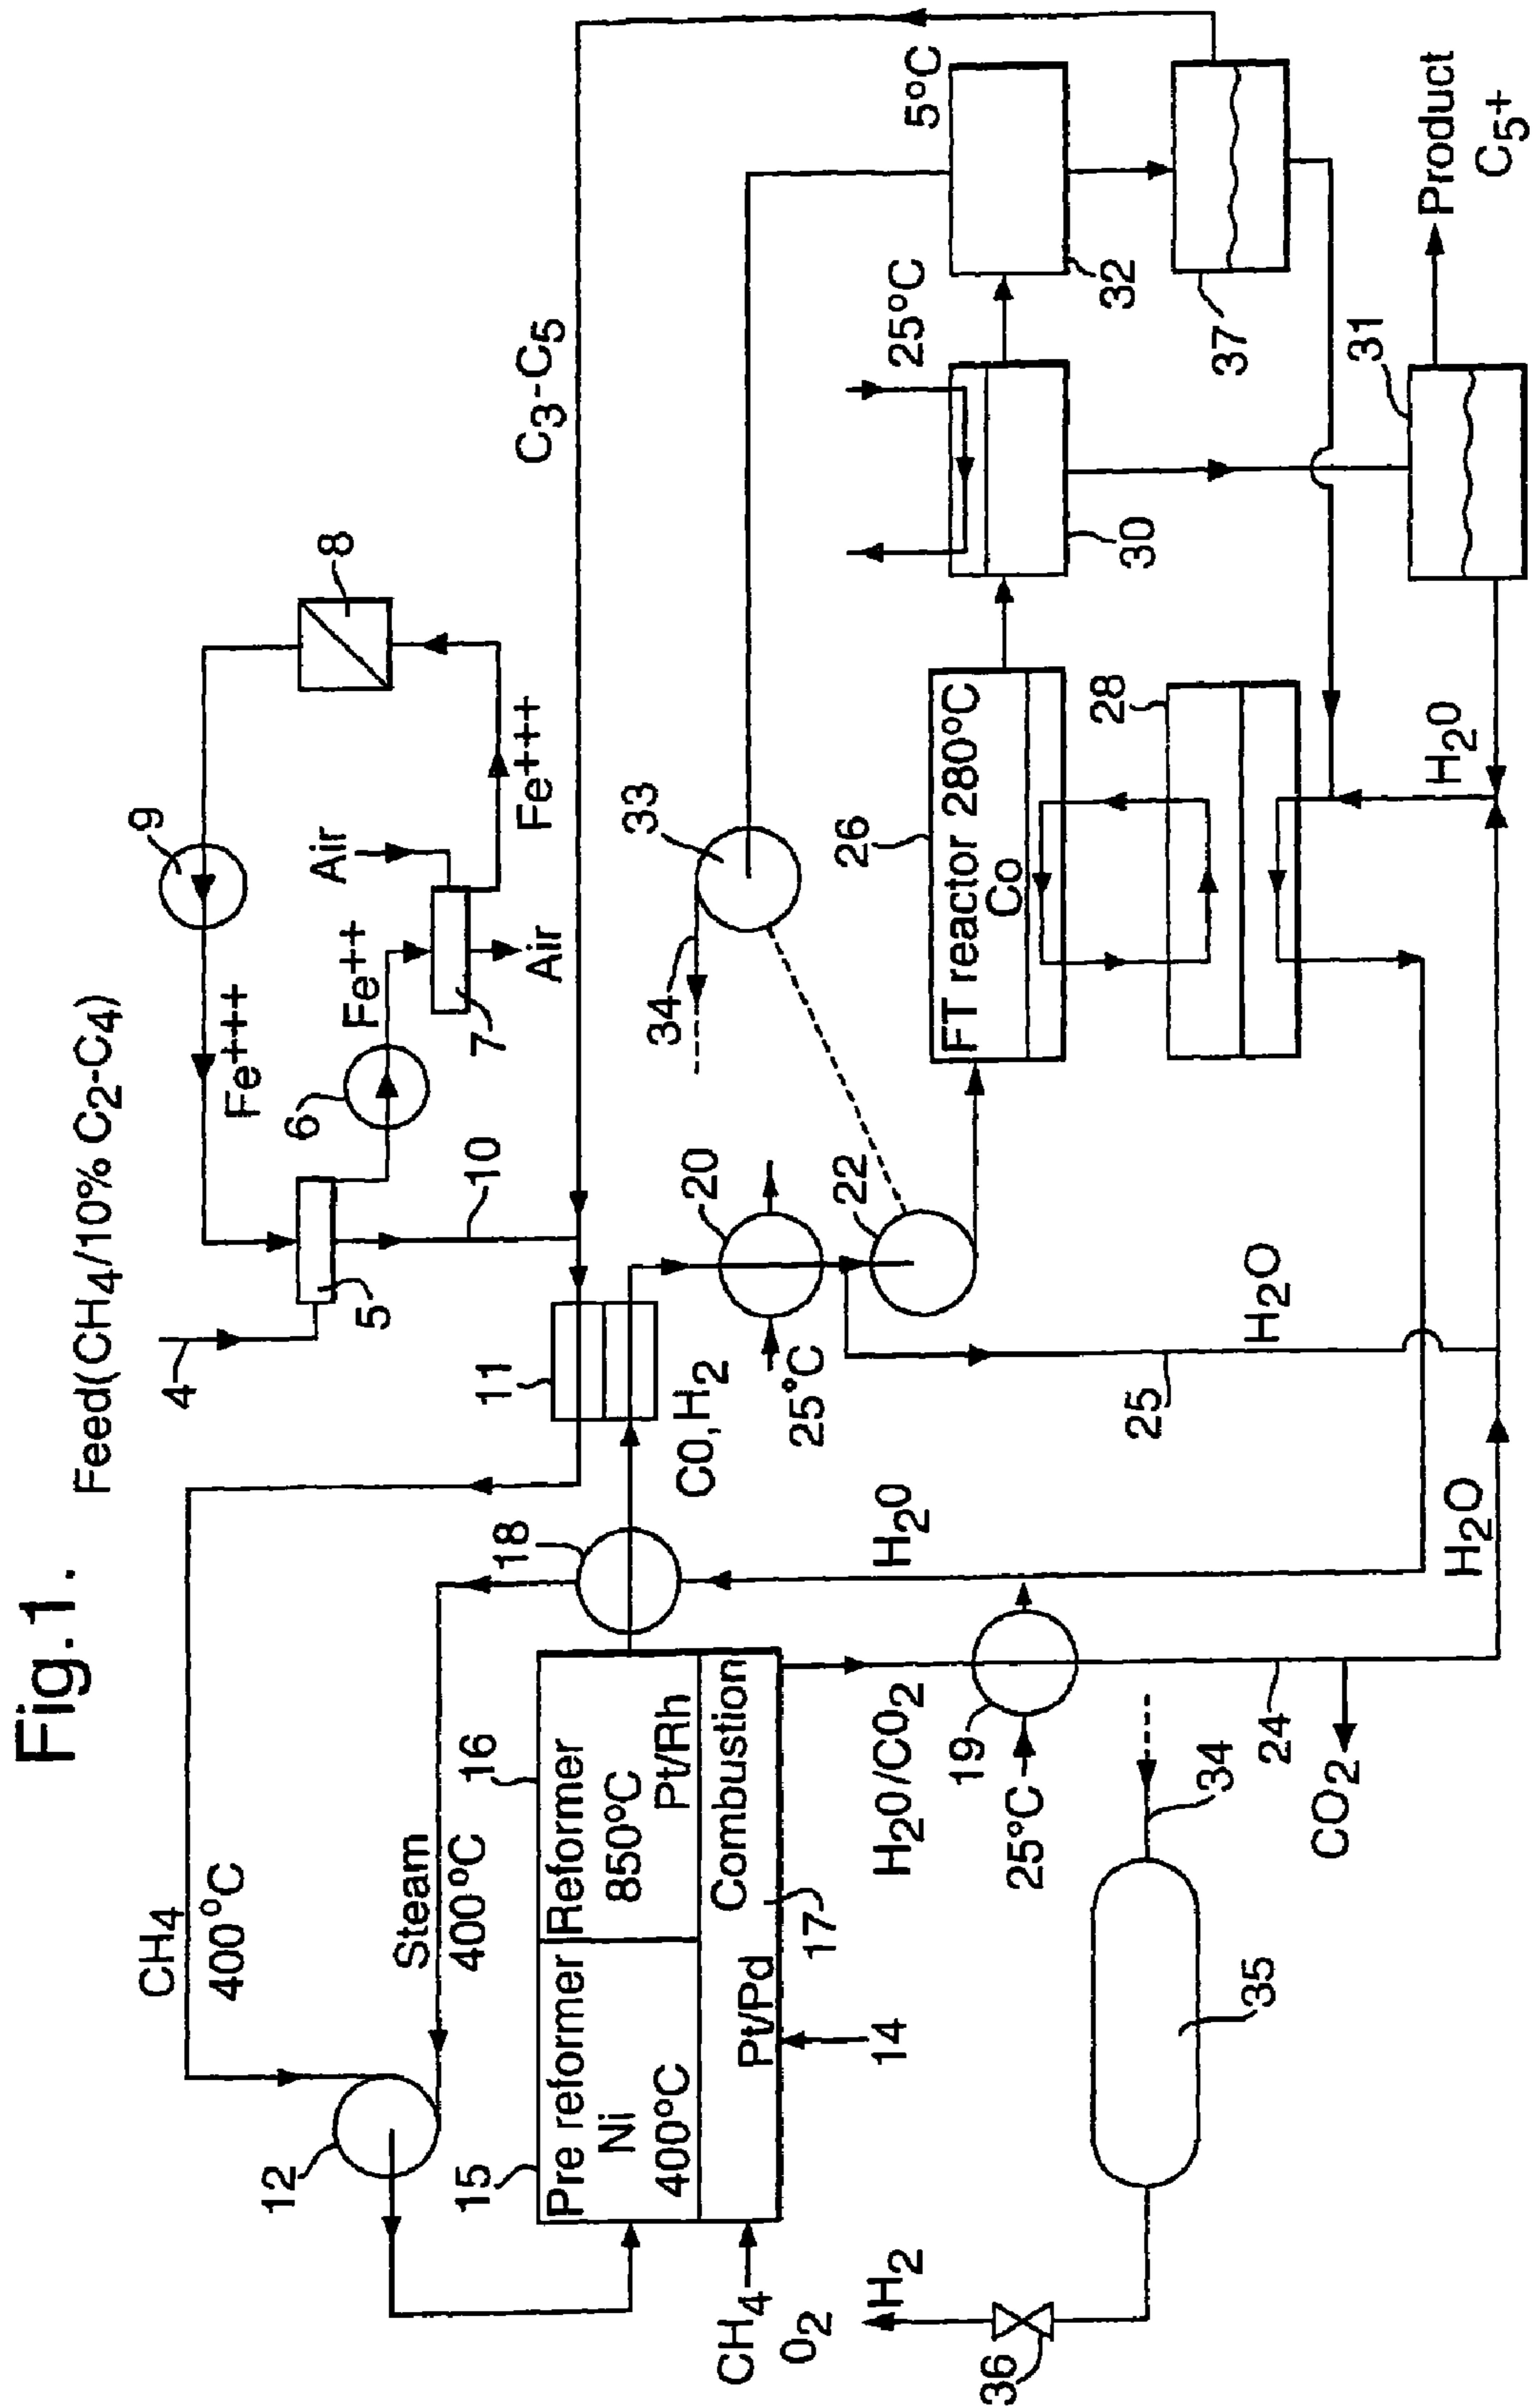 Fig.1.
Feed(CH4/10% C2-C4)
4
5
6
7
8
9
10
Fe+++
Fe++
Fe+++
Air
Air
11
12
CH4
400°C
Steam
400°C
C3-C5
18
CO,H2
15
Pre reformer
Ni
400°C
16
Reformer
850°C
Pt/Rh
Combustion
Pt/Pd
17
14
CH4
O2
H2O/CO2
19
25°C
H2O
20
25°C
22
33
34
26
FT reactor 280°C
Co
28
30
25°C
32
5°C
37
31
Product
C5+
H2O
H2O
25
H2O
24
CO2
34
35
36
H2